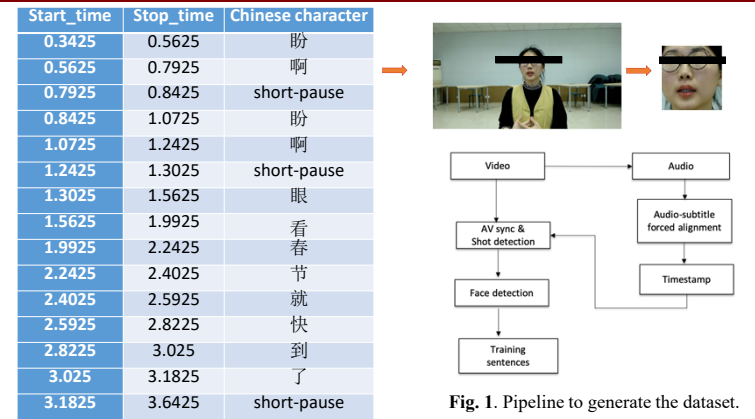 Start_time Stop_time Chinese character
0.3425 0.5625 盼
0.5625 0.7925 啊
0.7925 0.8425 short-pause
0.8425 1.0725 盼
1.0725 1.2425 啊
1.2425 1.3025 short-pause
1.3025 1.5625 眼
1.5625 1.9925 看
1.9925 2.2425 春
2.2425 2.4025 节
2.4025 2.5925 就
2.5925 2.8225 快
2.8225 3.025 到
3.025 3.1825 了
3.1825 3.6425 short-pause
Video
Audio
AV sync &
Shot detection
Audio-subtitle
forced alignment
Face detection
Timestamp
Training
sentences
Fig. 1. Pipeline to generate the dataset.